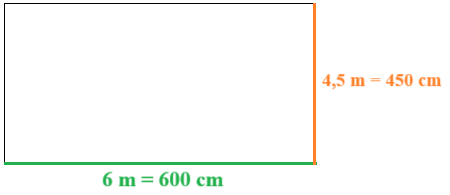 4,5 m = 450 cm
6 m = 600 cm